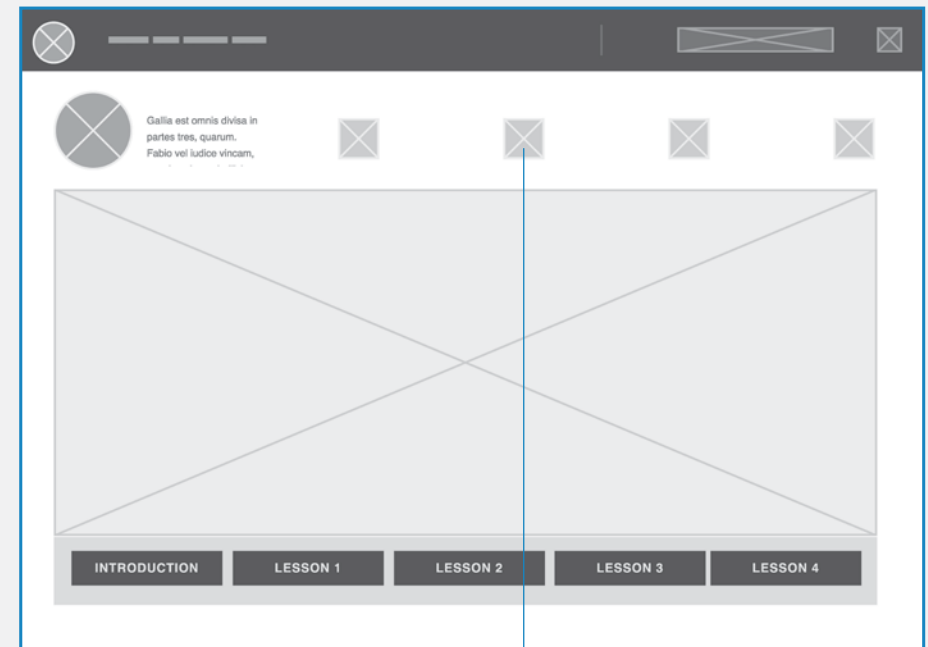 Gallia est omnis divisa in
partes tres, quarum.
Fabio vel iudice vincam,
INTRODUCTION
LESSON 1
LESSON 2
LESSON 3
LESSON 4